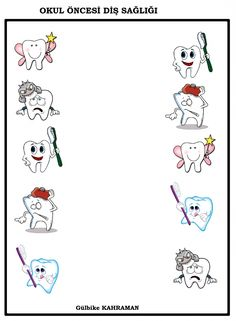 OKUL ÖNCESİ DİŞ SAĞLIĞI
Gülbike KAHRAMAN